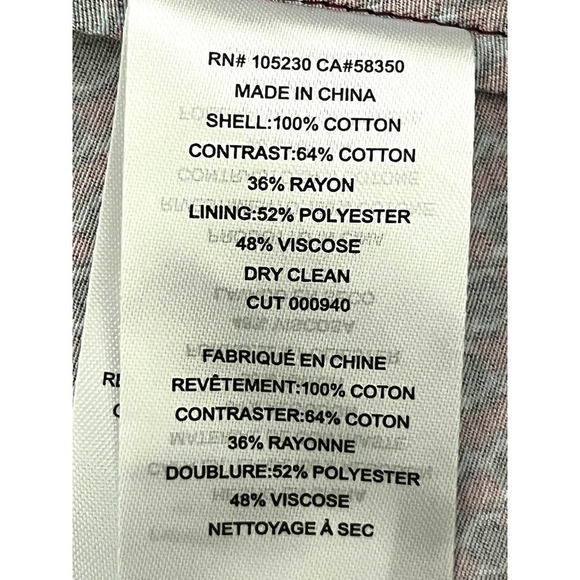 RN# 105230 CA#58350
MADE IN CHINA
SHELL:100% COTTON
CONTRAST:64% COTTON
36% RAYON
LINING:52% POLYESTER
48% VISCOSE
DRY CLEAN
CUT 000940
FABRIQUÉ EN CHINE
REVÊTEMENT:100% COTON
CONTRASTER:64% COTON
36% RAYONNE
DOUBLURE:52% POLYESTER
48% VISCOSE
NETTOYAGE À SEC